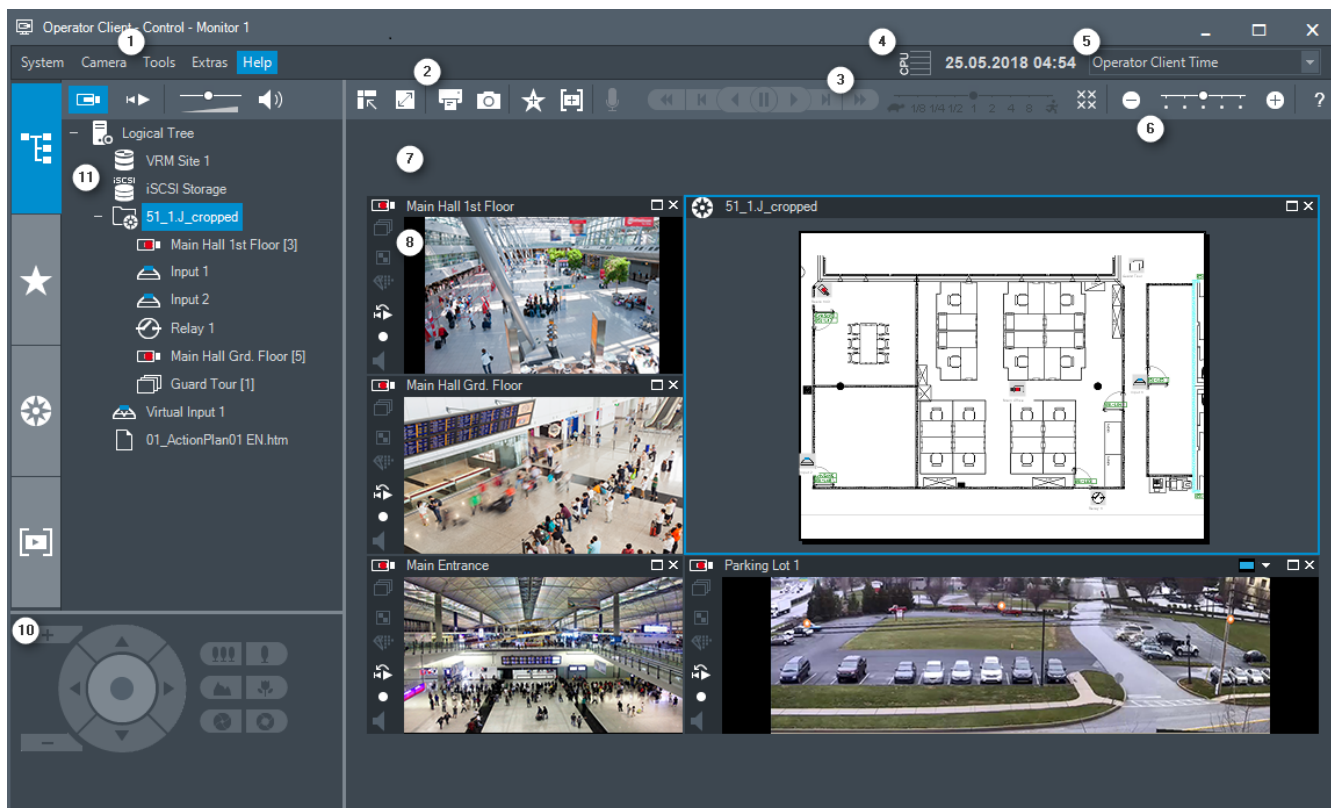 Operator Client - Control - Monitor 1
1
System Camera Tools Extras Help
4
CPU
25.05.2018 04:54
5
Operator Client Time
2
3
1/8 1/4 1/2 1 2 4 8
6
?
7
Logical Tree
VRM Site 1
iSCSI
iSCSI Storage
11
51_1.J_cropped
Main Hall 1st Floor [3]
Input 1
Input 2
Relay 1
Main Hall Grd. Floor [5]
Guard Tour [1]
Virtual Input 1
01_ActionPlan01 EN.htm
10
Main Hall 1st Floor
8
51_1.J_cropped
Relay 1
Main Hall Grd. Floor
Main Entrance
Parking Lot 1